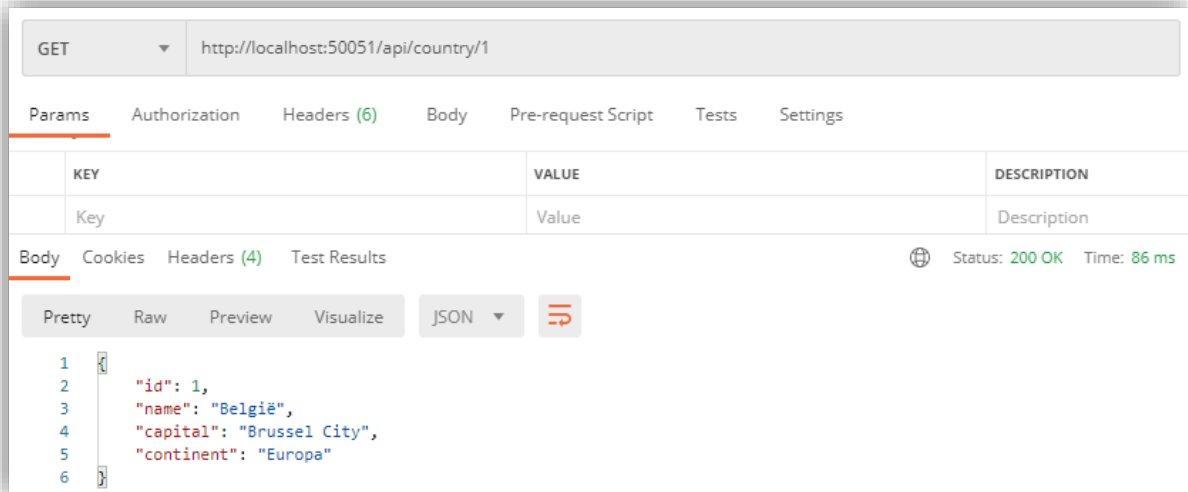 GET http://localhost:50051/api/country/1
Params Authorization Headers (6) Body Pre-request Script Tests Settings
KEY VALUE DESCRIPTION
Key Value Description
Body Cookies Headers (4) Test Results Status: 200 OK Time: 86 ms
Pretty Raw Preview Visualize JSON
1 {
2 "id": 1,
3 "name": "België",
4 "capital": "Brussel City",
5 "continent": "Europa"
6 }